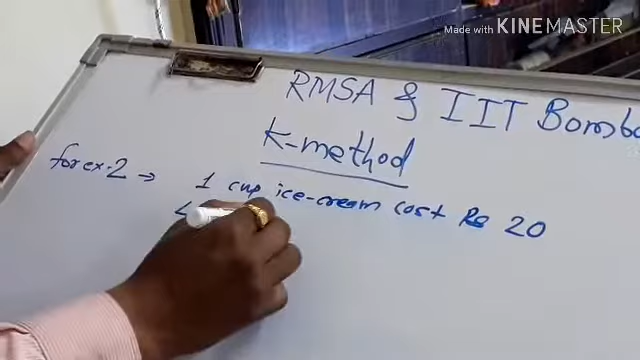 Made with KINEMASTER
RMSA & IIT Bomba
K-method
for ex-2 → 1 cup ice-cream cost Rs 20